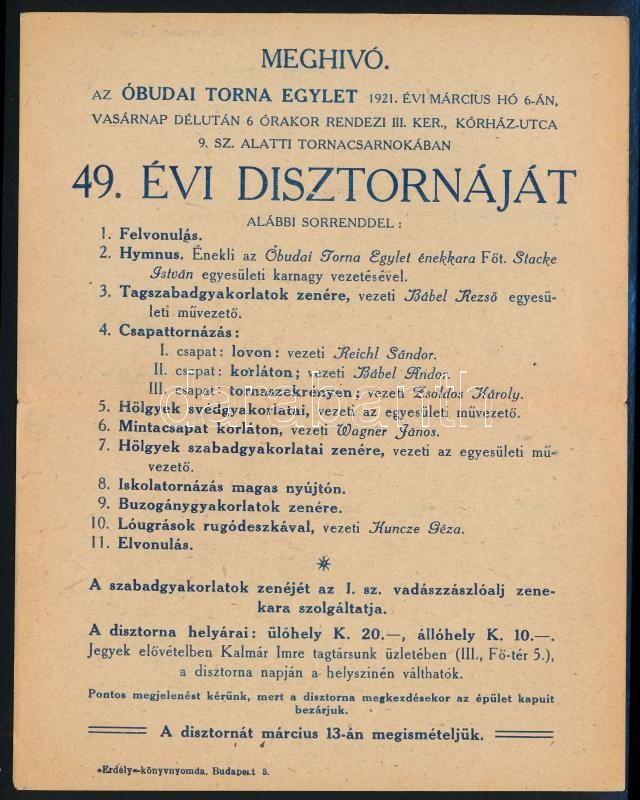 MEGHIVÓ.
AZ ÓBUDAI TORNA EGYLET 1921. ÉVI MÁRCIUS HÓ 6-ÁN,
VASÁRNAP DÉLUTÁN 6 ÓRAKOR RENDEZI III. KER., KÓRHÁZ-UTCA
9. SZ. ALATTI TORNACSARNOKÁBAN
49. ÉVI DISZTORNÁJÁT
ALÁBBI SORRENDDEL:
1. Felvonulás.
2. Hymnus. Énekli az Óbudai Torna Egylet énekkara Főt. Stacke
István egyesületi karnagy vezetésével.
3. Tagszabadgyakorlatok zenére, vezeti Bábel Rezső egyesü-
leti művezető.
4. Csapattornázás:
I. csapat: lovon; vezeti Reichl Sándor.
II. csapat: korláton; vezeti Bábel Andor.
III. csapat: tornaszekrényen; vezeti Zsoldos Károly.
5. Hölgyek svédgyakorlatai, vezeti az egyesületi művezető.
6. Mintacsapat korláton, vezeti Wagner János.
7. Hölgyek szabadgyakorlatai zenére, vezeti az egyesületi mű-
vezető.
8. Iskolatornázás magas nyújtón.
9. Buzogánygyakorlatok zenére.
10. Lóugrások rugódeszkával, vezeti Kuncze Géza.
11. Elvonulás.
*
A szabadgyakorlatok zenéjét az I. sz. vadászzászlóalj zene-
kara szolgáltatja.
A disztorna helyárai: ülőhely K. 20.—, állóhely K. 10.—.
Jegyek elővételben Kalmár Imre tagtársunk üzletében (III., Fő-tér 5.),
a disztorna napján a helyszinén válthatók.
Pontos megjelenést kérünk, mert a disztorna megkezdésekor az épület kapuit
bezárjuk.
A disztornát március 13-án megismételjük.
»Erdély«-könyvnyomda, Budapest 3.
darabanth